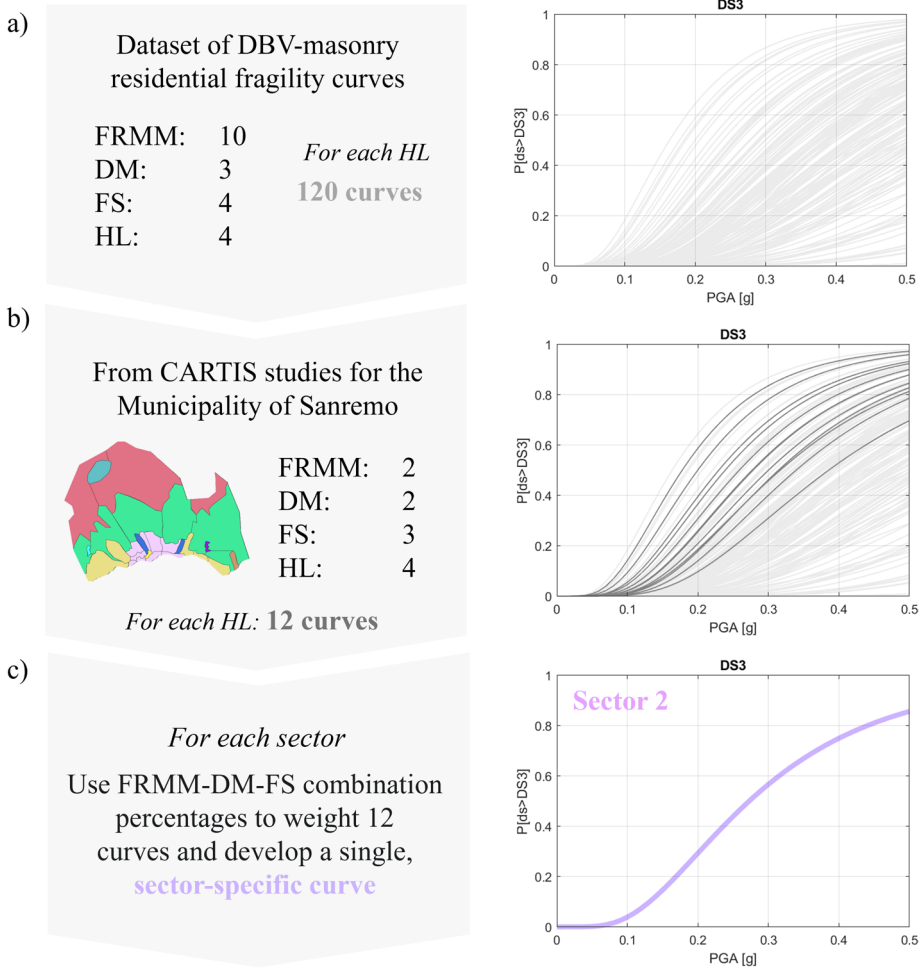 a)
Dataset of DBV-masonry
residential fragility curves
FRMM: 10
DM: 3
FS: 4
HL: 4
For each HL
120 curves
DS3
P[ds>DS3]
1
0.8
0.6
0.4
0.2
0
0 0.1 0.2 0.3 0.4 0.5
PGA [g]
b)
From CARTIS studies for the
Municipality of Sanremo
FRMM: 2
DM: 2
FS: 3
HL: 4
For each HL: 12 curves
DS3
P[ds>DS3]
1
0.8
0.6
0.4
0.2
0
0 0.1 0.2 0.3 0.4 0.5
PGA [g]
c)
For each sector
Use FRMM-DM-FS combination
percentages to weight 12
curves and develop a single,
sector-specific curve
DS3
Sector 2
P[ds>DS3]
1
0.8
0.6
0.4
0.2
0
0 0.1 0.2 0.3 0.4 0.5
PGA [g]